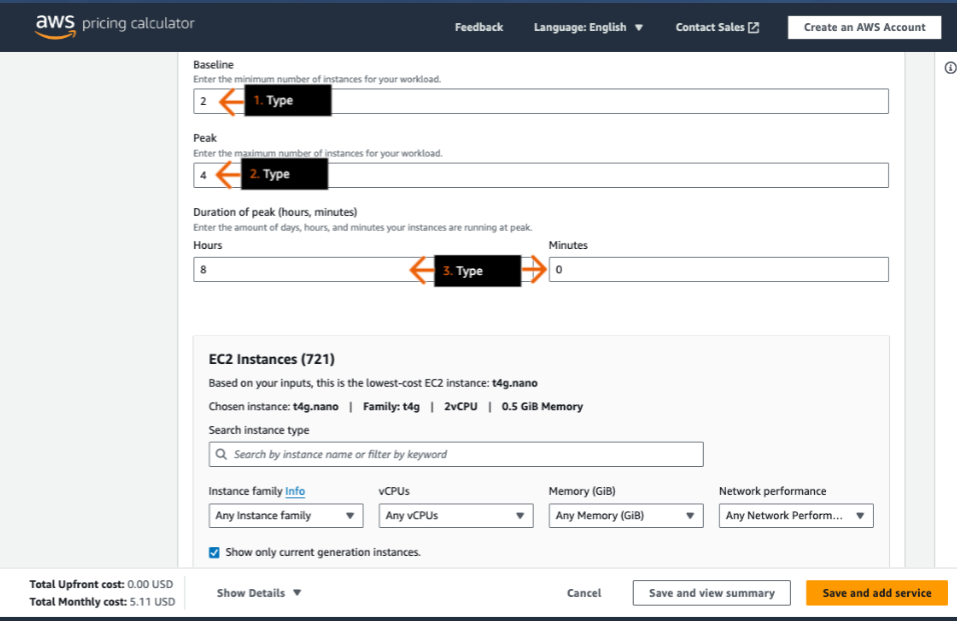 aws pricing calculator
Feedback Language: English Contact Sales Create an AWS Account
Baseline
Enter the minimum number of instances for your workload.
2 1. Type
Peak
Enter the maximum number of instances for your workload.
4 2. Type
Duration of peak (hours, minutes)
Enter the amount of days, hours, and minutes your instances are running at peak.
Hours Minutes
8 3. Type 0
EC2 Instances (721)
Based on your inputs, this is the lowest-cost EC2 instance: t4g.nano
Chosen instance: t4g.nano | Family: t4g | 2vCPU | 0.5 GiB Memory
Search instance type
Search by instance name or filter by keyword
Instance family Info vCPUs Memory (GiB) Network performance
Any Instance family Any vCPUs Any Memory (GiB) Any Network Perform...
Show only current generation instances.
Total Upfront cost: 0.00 USD
Total Monthly cost: 5.11 USD
Show Details Cancel Save and view summary Save and add service